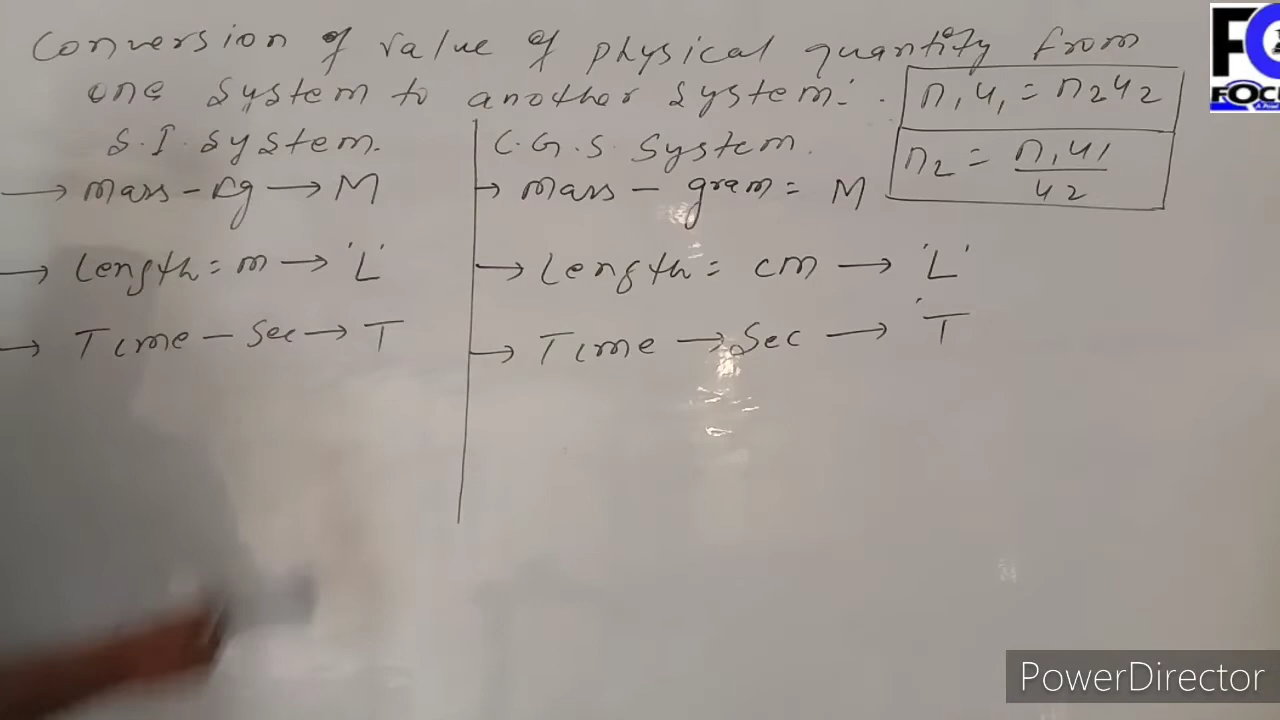 Conversion of value of physical quantity from
one system to another system:.
n₁u₁ = n₂u₂
n₂ = n₁u₁
u₂
S.I. system.
→ mass - kg → M
→ length = m → 'L'
→ Time - Sec → T
C.G.S. System.
→ mass - gram = M
→ length = cm → 'L'
→ Time → Sec → 'T
FOC
PowerDirector